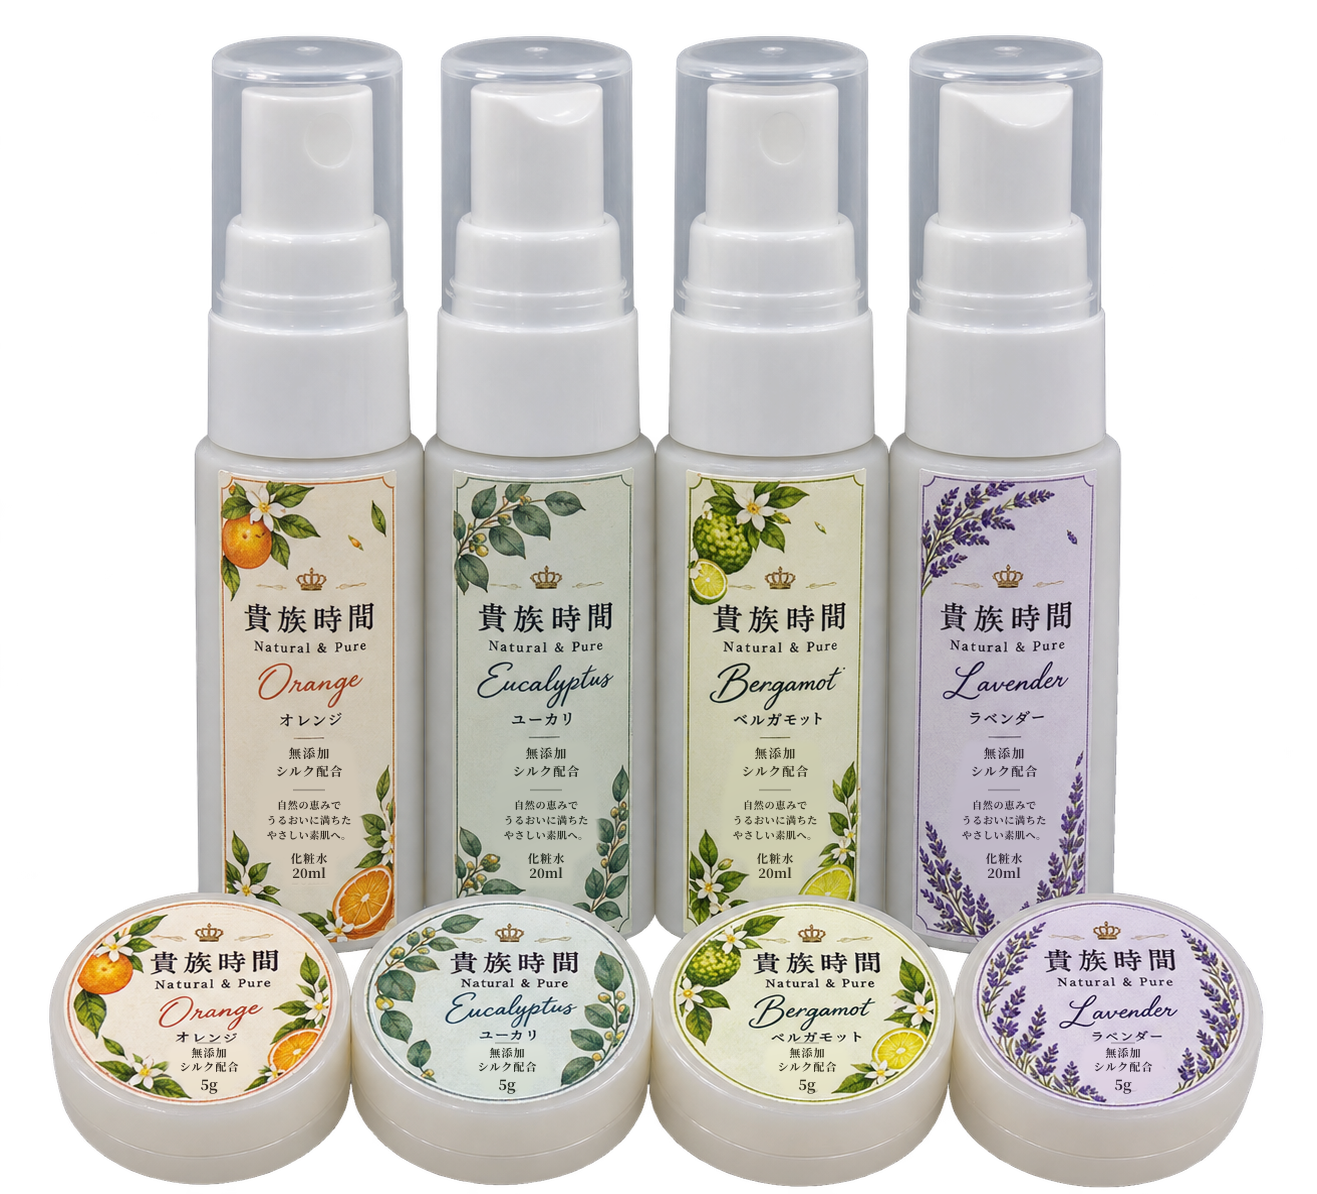 貴族時間
Natural & Pure
Orange
オレンジ
無添加
シルク配合
自然の恵みで
うるおいに満ちた
やさしい素肌へ。
化粧水
20ml
貴族時間
Natural & Pure
Eucalyptus
ユーカリ
無添加
シルク配合
自然の恵みで
うるおいに満ちた
やさしい素肌へ。
化粧水
20ml
貴族時間
Natural & Pure
Bergamot
ベルガモット
無添加
シルク配合
自然の恵みで
うるおいに満ちた
やさしい素肌へ。
化粧水
20ml
貴族時間
Natural & Pure
Lavender
ラベンダー
無添加
シルク配合
自然の恵みで
うるおいに満ちた
やさしい素肌へ。
化粧水
20ml
貴族時間
Natural & Pure
Orange
オレンジ
無添加
シルク配合
5g
貴族時間
Natural & Pure
Eucalyptus
ユーカリ
無添加
シルク配合
5g
貴族時間
Natural & Pure
Bergamot
ベルガモット
無添加
シルク配合
5g
貴族時間
Natural & Pure
Lavender
ラベンダー
無添加
シルク配合
5g